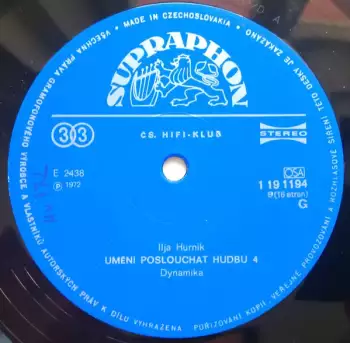 • MADE IN CZECHOSLOVAKIA •
VŠECHNA PRÁVA GRAMOFONOVÉHO VÝROBCE A VLASTNÍKŮ AUTORSKÝCH PRÁV K DÍLU VYHRAZENA • POŘIZOVÁNÍ KOPIÍ, VEŘEJNÉ PROVOZOVÁNÍ A ROZHLASOVÉ ŠÍŘENÍ TÉTO DESKY JE ZAKÁZÁNO
SUPRAPHON
33
ČS. HIFI-KLUB
STEREO
E 2438
℗ 1972
OSA
1 19 1194
G
Ilja Hurník
UMĚNÍ POSLOUCHAT HUDBU 4
Dynamika